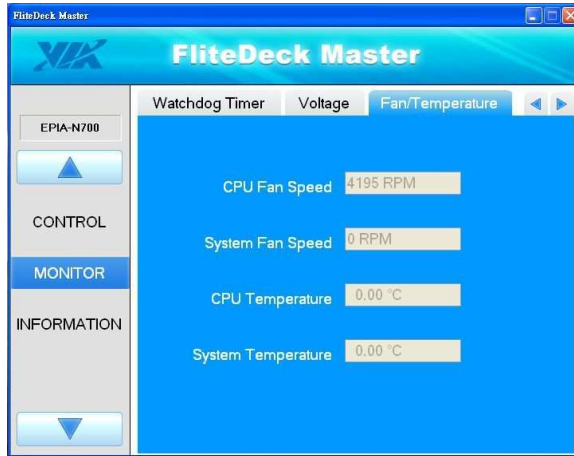 FliteDeck Master
VIA
FliteDeck Master
Watchdog Timer
Voltage
Fan/Temperature
EPIA-N700
CONTROL
MONITOR
INFORMATION
CPU Fan Speed 4195 RPM
System Fan Speed 0 RPM
CPU Temperature 0.00 °C
System Temperature 0.00 °C